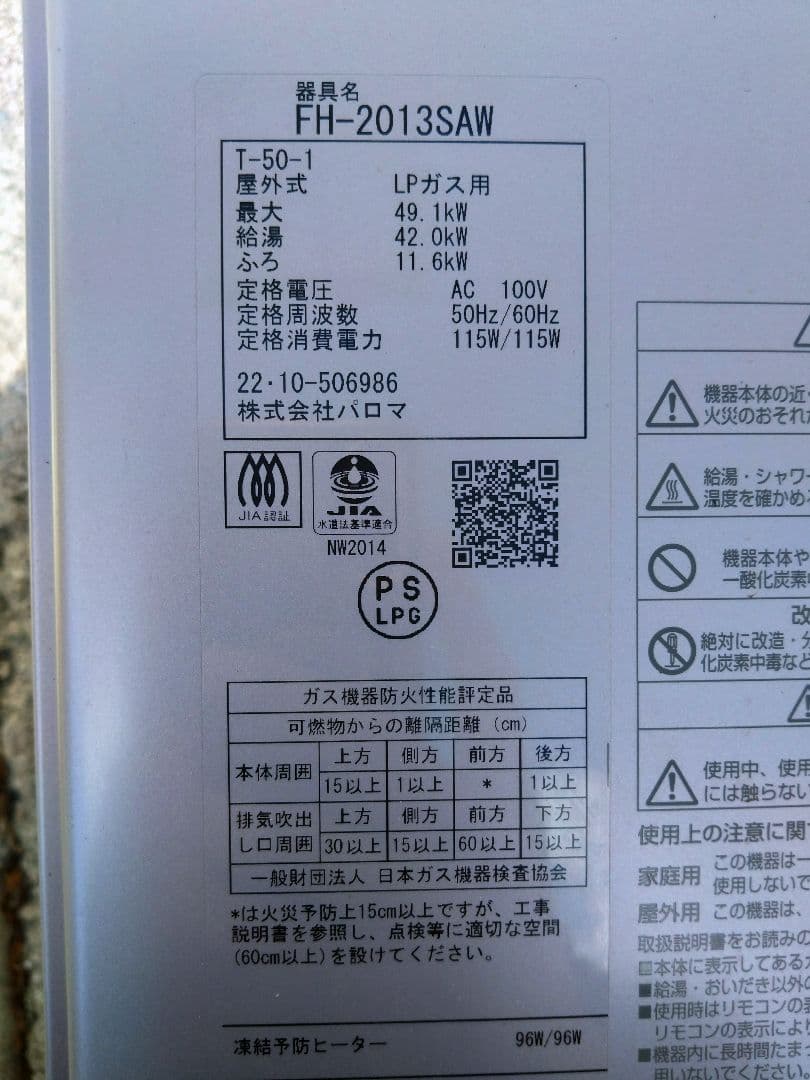 器具名
FH-2013SAW
T-50-1
屋外式 LPガス用
最大 49.1kW
給湯 42.0kW
ふろ 11.6kW
定格電圧 AC 100V
定格周波数 50Hz/60Hz
定格消費電力 115W/115W
22・10-506986
株式会社パロマ
JIA認証
JIA
水道法基準適合
NW2014
PS
LPG
ガス機器防火性能評定品
可燃物からの離隔距離 (cm)
本体周囲 上方 側方 前方 後方
15以上 1以上 * 1以上
排気吹出し口周囲 上方 側方 前方 下方
30以上 15以上 60以上 15以上
一般財団法人 日本ガス機器検査協会
*は火災予防上15cm以上ですが、工事
説明書を参照し、点検等に適切な空間
(60cm以上)を設けてください。
凍結予防ヒーター 96W/96W
機器本体の近
火災のおそれ
給湯・シャワ
温度を確かめ
機器本体や
一酸化炭素
改
絶対に改造・分
化炭素中毒など
使用中、使用
には触らない
使用上の注意に関
家庭用 この機器は
使用しないで
屋外用 この機器は、
取扱説明書をお読みの
■本体に表示してある
■給湯・おいだき以外の
■使用時はリモコンの表
リモコンの表示により
■機器内に長時間たまっ
用いないでください